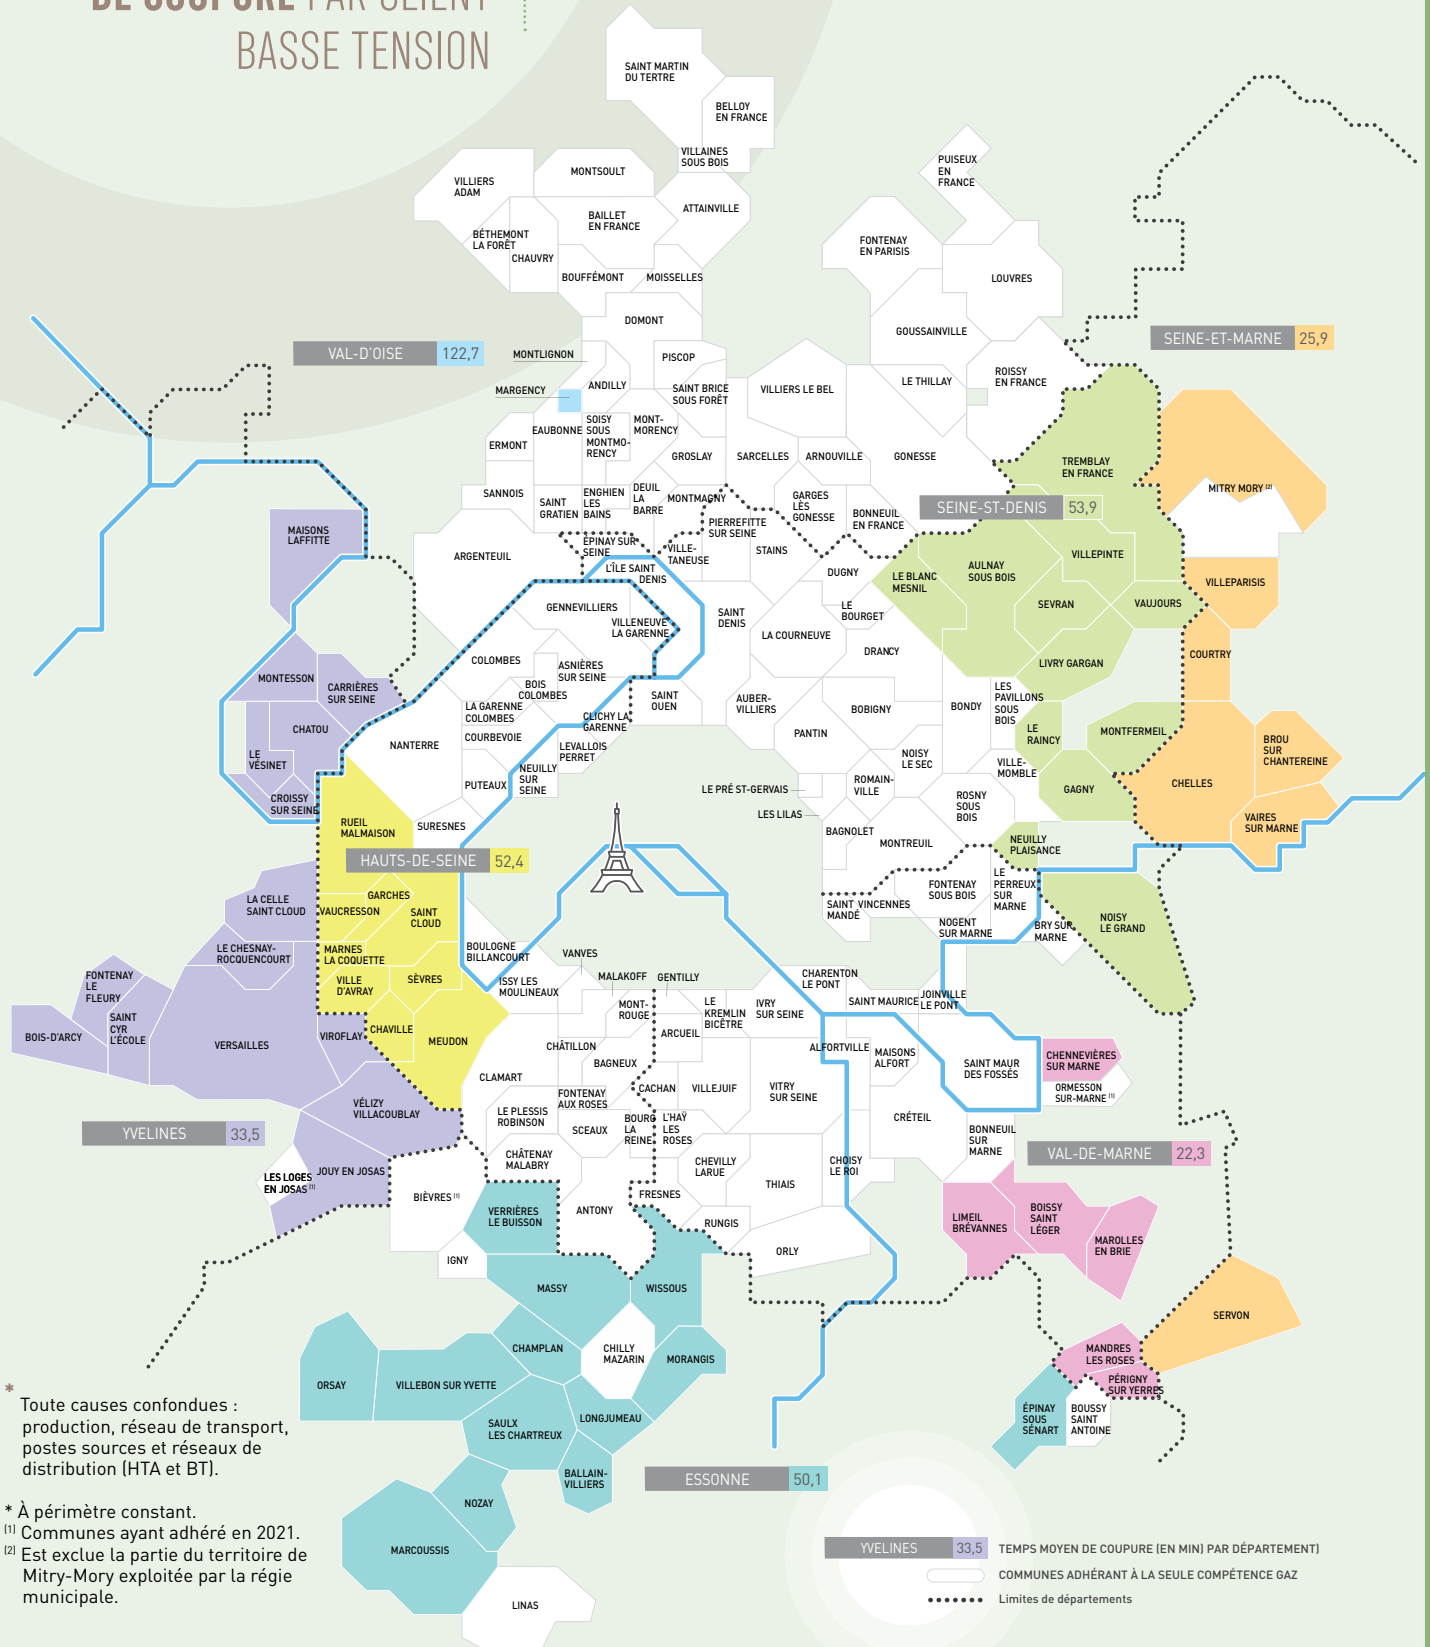 DE COUPURE PAR CLIENT
BASSE TENSION
SAINT MARTIN
DU TERTRE
BELLOY
EN FRANCE
VILLAINES
SOUS BOIS
MONTSOULT
VILLIERS
ADAM
BAILLET
EN FRANCE
ATTAINVILLE
BÉTHEMONT
LA FORÊT
CHAUVRY
BOUFFÉMONT
MOISSELLES
PUISEUX
EN
FRANCE
FONTENAY
EN PARISIS
LOUVRES
DOMONT
GOUSSAINVILLE
VAL-D'OISE 122,7
MONTLIGNON
PISCOP
SEINE-ET-MARNE 25,9
MARGENCY
ANDILLY
SAINT BRICE
SOUS FORÊT
VILLIERS LE BEL
LE THILLAY
ROISSY
EN FRANCE
ERMONT
EAUBONNE
SOISY
SOUS
MONTMO-
RENCY
MONT-
MORENCY
GROSLAY
SARCELLES
ARNOUVILLE
GONESSE
TREMBLAY
EN FRANCE
MITRY MORY (2)
SANNOIS
SAINT
GRATIEN
ENGHIEN
LES
BAINS
DEUIL
LA
BARRE
MONTMAGNY
GARGES
LÈS
GONESSE
BONNEUIL
EN FRANCE
SEINE-ST-DENIS 53,9
MAISONS
LAFFITTE
ARGENTEUIL
ÉPINAY SUR
SEINE
VILLE-
TANEUSE
PIERREFITTE
SUR SEINE
STAINS
VILLEPINTE
L'ÎLE SAINT
DENIS
DUGNY
LE BLANC
MESNIL
AULNAY
SOUS BOIS
VILLEPARISIS
GENNEVILLIERS
VILLENEUVE
LA GARENNE
SAINT
DENIS
LE
BOURGET
SEVRAN
VAUJOURS
LA COURNEUVE
DRANCY
COURTRY
COLOMBES
ASNIÈRES
SUR SEINE
LIVRY GARGAN
MONTESSON
CARRIÈRES
SUR SEINE
BOIS
COLOMBES
SAINT
OUEN
AUBER-
VILLIERS
BOBIGNY
BONDY
LES
PAVILLONS
SOUS
BOIS
LA GARENNE
COLOMBES
CLICHY LA
GARENNE
CHATOU
NANTERRE
COURBEVOIE
LEVALLOIS
PERRET
PANTIN
LE
RAINCY
MONTFERMEIL
BROU
SUR
CHANTEREINE
LE
VÉSINET
NOISY
LE SEC
VILLE-
MOMBLE
PUTEAUX
NEUILLY
SUR
SEINE
LE PRÉ ST-GERVAIS
ROMAIN-
VILLE
GAGNY
CHELLES
CROISSY
SUR SEINE
ROSNY
SOUS
BOIS
RUEIL
MALMAISON
SURESNES
LES LILAS
BAGNOLET
MONTREUIL
NEUILLY
PLAISANCE
VAIRES
SUR MARNE
HAUTS-DE-SEINE 52,4
LE
PERREUX
SUR
MARNE
GARCHES
FONTENAY
SOUS BOIS
LA CELLE
SAINT CLOUD
VAUCRESSON
SAINT
CLOUD
SAINT
MANDÉ
VINCENNES
NOGENT
SUR MARNE
BRY SUR
MARNE
NOISY
LE GRAND
LE CHESNAY-
ROCQUENCOURT
MARNES
LA COQUETTE
BOULOGNE
BILLANCOURT
VANVES
FONTENAY
LE
FLEURY
VILLE
D'AVRAY
SÈVRES
ISSY LES
MOULINEAUX
MALAKOFF
GENTILLY
CHARENTON
LE PONT
SAINT MAURICE
JOINVILLE
LE PONT
SAINT
CYR
L'ÉCOLE
MONT-
ROUGE
LE
KREMLIN
BICÊTRE
IVRY
SUR SEINE
BOIS-D'ARCY
VERSAILLES
VIROFLAY
CHAVILLE
MEUDON
CHÂTILLON
ARCUEIL
ALFORTVILLE
MAISONS
ALFORT
SAINT MAUR
DES FOSSÉS
CHENNEVIÈRES
SUR MARNE
CLAMART
BAGNEUX
ORMESSON
SUR-MARNE (1)
VÉLIZY
VILLACOUBLAY
FONTENAY
AUX ROSES
CACHAN
VILLEJUIF
VITRY
SUR SEINE
LE PLESSIS
ROBINSON
SCEAUX
BOURG
LA
REINE
L'HAŸ
LES
ROSES
CRÉTEIL
YVELINES 33,5
BONNEUIL
SUR
MARNE
VAL-DE-MARNE 22,3
CHÂTENAY
MALABRY
CHEVILLY
LARUE
CHOISY
LE ROI
LES LOGES
EN JOSAS (1)
JOUY EN JOSAS
BIÈVRES (1)
FRESNES
THIAIS
VERRIÈRES
LE BUISSON
ANTONY
RUNGIS
LIMEIL
BRÉVANNES
BOISSY
SAINT
LÉGER
MAROLLES
EN BRIE
IGNY
ORLY
MASSY
WISSOUS
SERVON
CHAMPLAN
CHILLY
MAZARIN
MORANGIS
MANDRES
LES ROSES
ORSAY
VILLEBON SUR YVETTE
PÉRIGNY
SUR YERRES
SAULX
LES CHARTREUX
LONGJUMEAU
ÉPINAY
SOUS
SÉNART
BOUSSY
SAINT
ANTOINE
BALLAIN-
VILLIERS
ESSONNE 50,1
NOZAY
MARCOUSSIS
LINAS
*
Toute causes confondues :
production, réseau de transport,
postes sources et réseaux de
distribution (HTA et BT).
* À périmètre constant.
(1) Communes ayant adhéré en 2021.
(2) Est exclue la partie du territoire de
Mitry-Mory exploitée par la régie
municipale.
YVELINES 33,5 TEMPS MOYEN DE COUPURE (EN MIN) PAR DÉPARTEMENT)
COMMUNES ADHÉRANT À LA SEULE COMPÉTENCE GAZ
Limites de départements